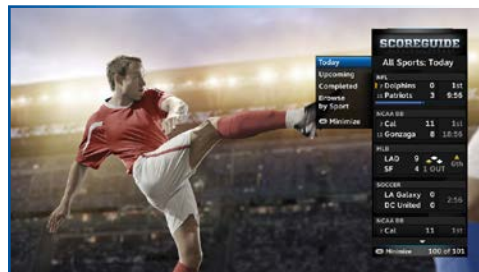 SCOREGUIDE
All Sports: Today
Today
Upcoming
Completed
Browse
by Sport
Minimize
NFL
Dolphins 0 1st
Patriots 3 9:56
NCAA BB
Cal 11 1st
Gonzaga 8 18:56
MLB
LAD 9 6th
SF 4 1 OUT
SOCCER
LA Galaxy 0 2:56
DC United 0
NCAA BB
Cal 11 1st
Minimize 100 of 101